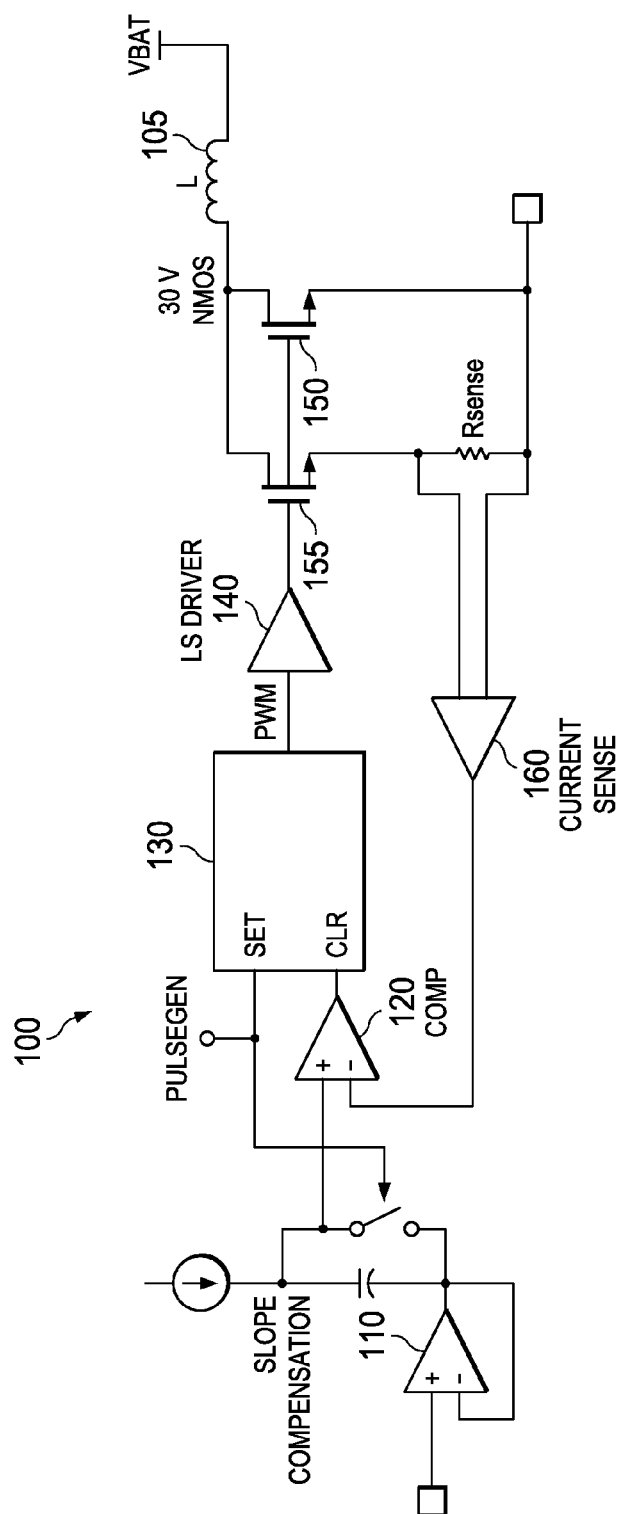 100
PULSEGEN
SLOPE
COMPENSATION
110
+
-
+
-
120
COMP
SET
CLR
130
PWM
LS DRIVER
140
155
150
30 V
NMOS
L
105
VBAT
Rsense
160
CURRENT
SENSE